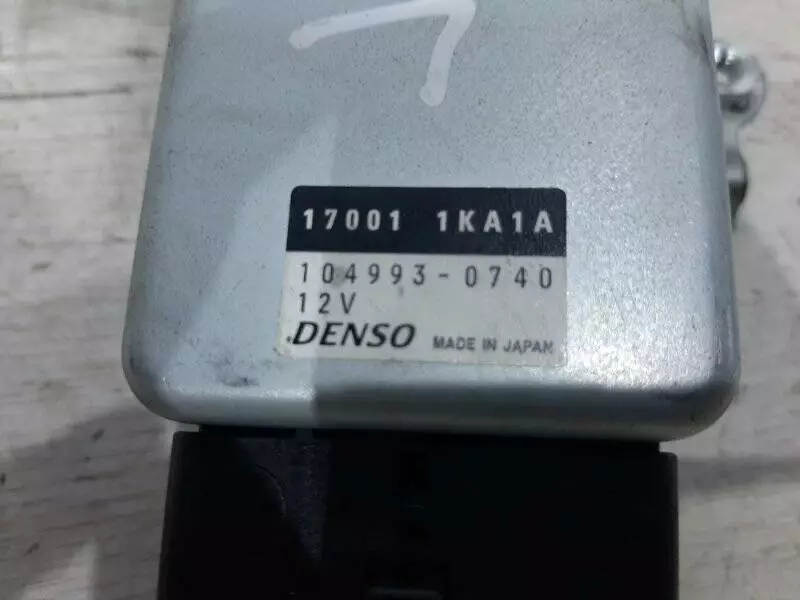 17001 1KA1A
104993-0740
12V
DENSO MADE IN JAPAN